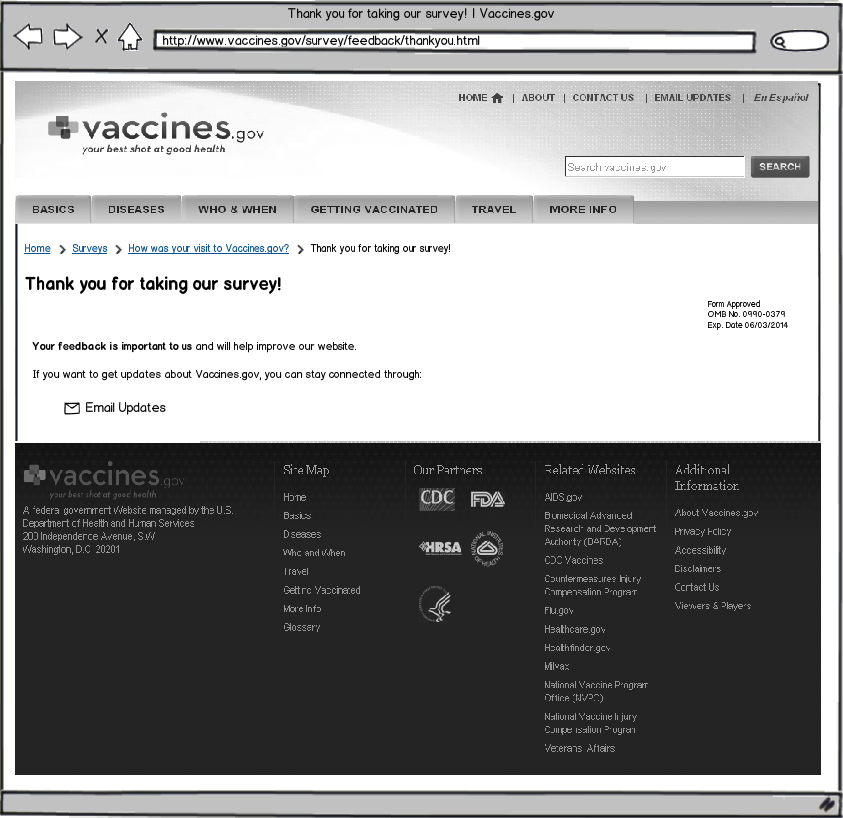 Thank you for taking our survey! | Vaccines.gov
http://www.vaccines.gov/survey/feedback/thankyou.html
HOME | ABOUT | CONTACT US | EMAIL UPDATES | En Español
vaccines.gov
your best shot at good health
Search vaccines.gov
SEARCH
BASICS DISEASES WHO & WHEN GETTING VACCINATED TRAVEL MORE INFO
Home Surveys How was your visit to Vaccines.gov? Thank you for taking our survey!
Thank you for taking our survey!
Form Approved
OMB No. 0990-0379
Exp. Date 06/03/2014
Your feedback is important to us and will help improve our website.
If you want to get updates about Vaccines.gov, you can stay connected through:
Email Updates
vaccines.gov
your best shot at good health
A federal government Website managed by the U.S.
Department of Health and Human Services
200 Independence Avenue, S.W.
Washington, D.C. 20201
Site Map
Home
Basics
Diseases
Who and When
Travel
Getting Vaccinated
More Info
Glossary
Our Partners
CDC FDA
HRSA NATIONAL INSTITUTES OF HEALTH
Related Websites
AIDS.gov
Biomedical Advanced
Research and Development
Authority (BARDA)
CDC Vaccines
Countermeasures Injury
Compensation Program
Flu.gov
Healthcare.gov
Healthfinder.gov
Milvax
National Vaccine Program
Office (NVPO)
National Vaccine Injury
Compensation Program
Veterans' Affairs
Additional
Information
About Vaccines.gov
Privacy Policy
Accessibility
Disclaimers
Contact Us
Viewers & Players